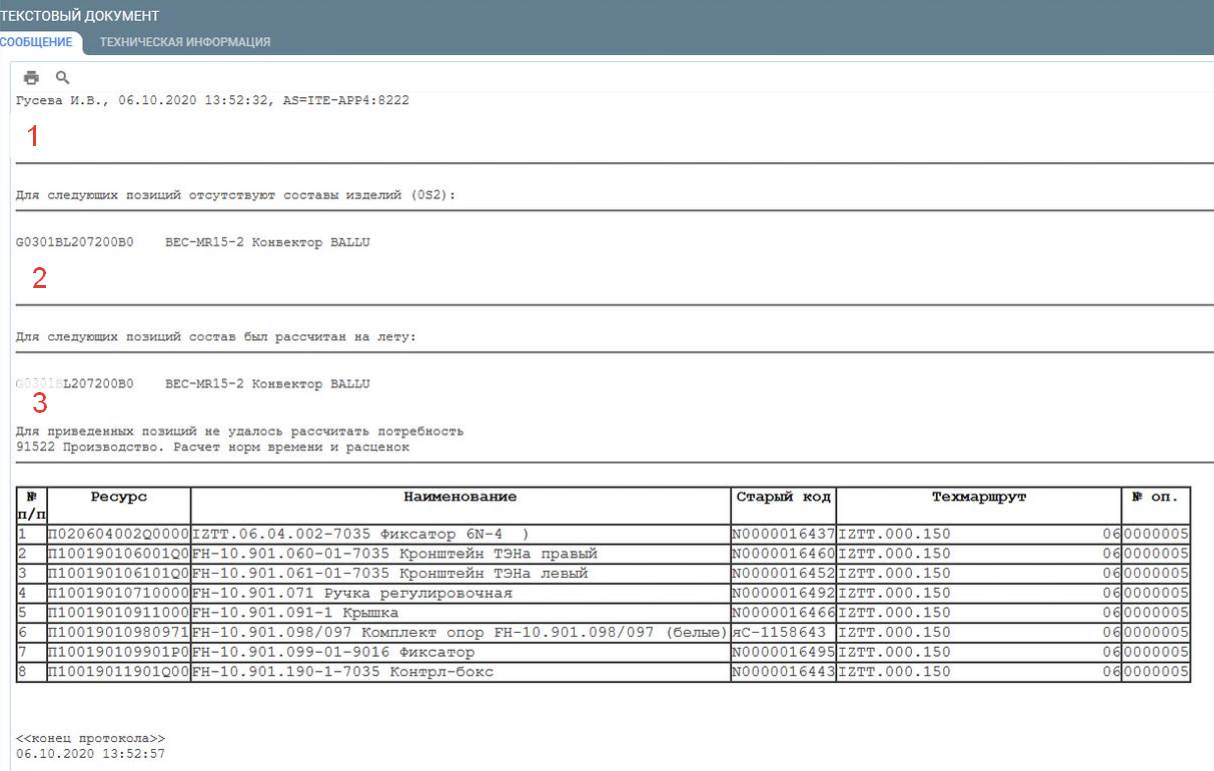 ТЕКСТОВЫЙ ДОКУМЕНТ
СООБЩЕНИЕ ТЕХНИЧЕСКАЯ ИНФОРМАЦИЯ
Гусева И.В., 06.10.2020 13:52:32, AS=ITE-APP4:8222
1
Для следующих позиций отсутствуют составы изделий (0S2):
G0301BL207200B0 BEC-MR15-2 Конвектор BALLU
2
Для следующих позиций состав был рассчитан на лету:
G0301BL207200B0 BEC-MR15-2 Конвектор BALLU
3
Для приведенных позиций не удалось рассчитать потребность
91522 Производство. Расчет норм времени и расценок
№ п/п Ресурс Наименование Старый код Техмаршрут № оп.
1 П020604002Q0000 IZTT.06.04.002-7035 Фиксатор 6N-4 ) N0000016437 IZTT.000.150 06 0000005
2 П100190106001Q0 FH-10.901.060-01-7035 Кронштейн ТЭНа правый N0000016460 IZTT.000.150 06 0000005
3 П100190106101Q0 FH-10.901.061-01-7035 Кронштейн ТЭНа левый N0000016452 IZTT.000.150 06 0000005
4 П10019010710000 FH-10.901.071 Ручка регулировочная N0000016492 IZTT.000.150 06 0000005
5 П10019010911000 FH-10.901.091-1 Крышка N0000016466 IZTT.000.150 06 0000005
6 П10019010980971 FH-10.901.098/097 Комплект опор FH-10.901.098/097 (белые) яС-1158643 IZTT.000.150 06 0000005
7 П100190109901P0 FH-10.901.099-01-9016 Фиксатор N0000016495 IZTT.000.150 06 0000005
8 П10019011901Q00 FH-10.901.190-1-7035 Контрл-бокс N0000016443 IZTT.000.150 06 0000005
<<конец протокола>>
06.10.2020 13:52:57